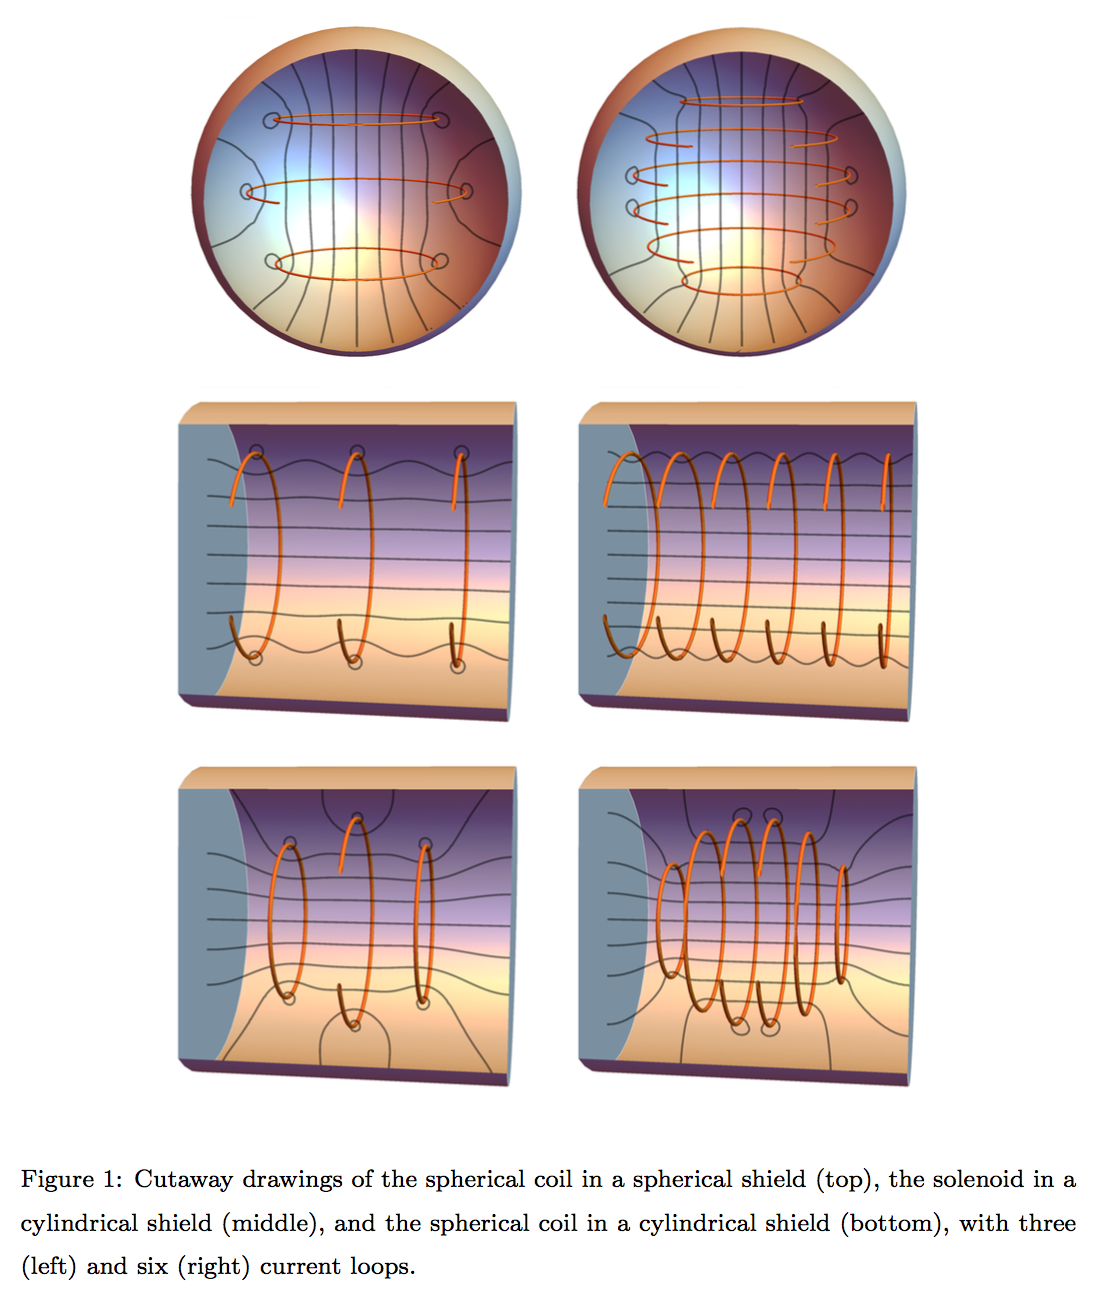 Figure 1: Cutaway drawings of the spherical coil in a spherical shield (top), the solenoid in a
cylindrical shield (middle), and the spherical coil in a cylindrical shield (bottom), with three
(left) and six (right) current loops.